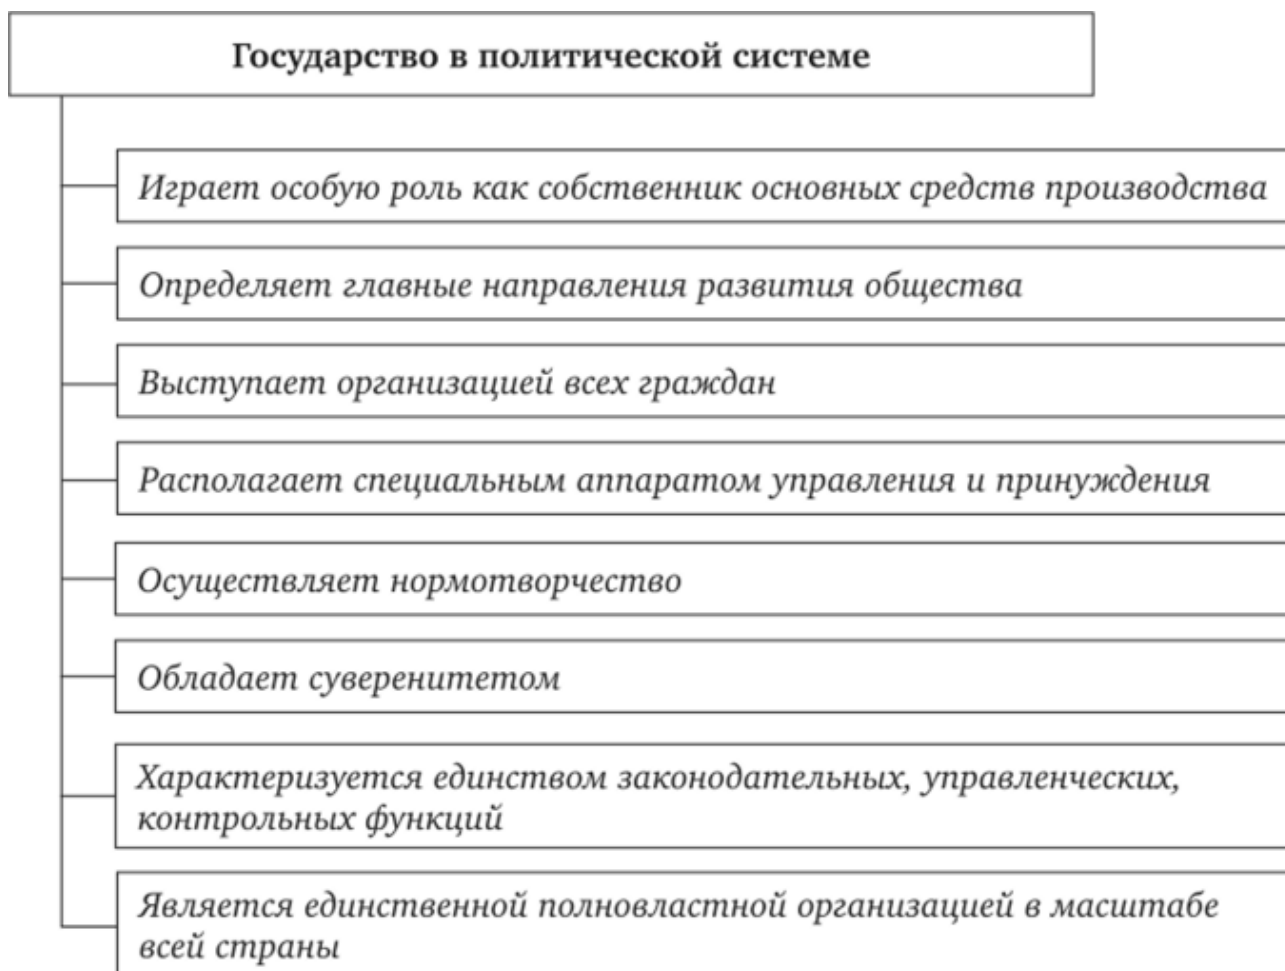 Государство в политической системе
Играет особую роль как собственник основных средств производства
Определяет главные направления развития общества
Выступает организацией всех граждан
Располагает специальным аппаратом управления и принуждения
Осуществляет нормотворчество
Обладает суверенитетом
Характеризуется единством законодательных, управленческих,
контрольных функций
Является единственной полновластной организацией в масштабе
всей страны